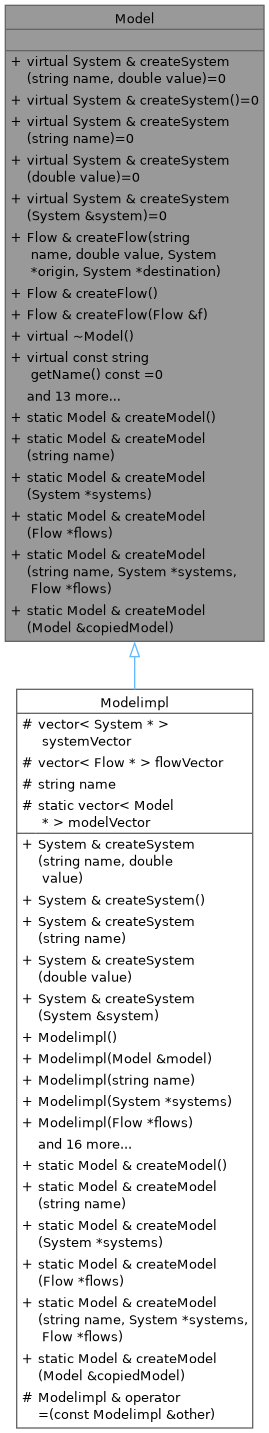 Model
+ virtual System & createSystem
(string name, double value)=0
+ virtual System & createSystem()=0
+ virtual System & createSystem
(string name)=0
+ virtual System & createSystem
(double value)=0
+ virtual System & createSystem
(System &system)=0
+ Flow & createFlow(string
name, double value, System
*origin, System *destination)
+ Flow & createFlow()
+ Flow & createFlow(Flow &f)
+ virtual ~Model()
+ virtual const string
getName() const =0
and 13 more...
+ static Model & createModel()
+ static Model & createModel
(string name)
+ static Model & createModel
(System *systems)
+ static Model & createModel
(Flow *flows)
+ static Model & createModel
(string name, System *systems,
Flow *flows)
+ static Model & createModel
(Model &copiedModel)
Modelimpl
# vector< System * >
systemVector
# vector< Flow * > flowVector
# string name
# static vector< Model
* > modelVector
+ System & createSystem
(string name, double
value)
+ System & createSystem()
+ System & createSystem
(string name)
+ System & createSystem
(double value)
+ System & createSystem
(System &system)
+ Modelimpl()
+ Modelimpl(Model &model)
+ Modelimpl(string name)
+ Modelimpl(System *systems)
+ Modelimpl(Flow *flows)
and 16 more...
+ static Model & createModel()
+ static Model & createModel
(string name)
+ static Model & createModel
(System *systems)
+ static Model & createModel
(Flow *flows)
+ static Model & createModel
(string name, System *systems,
Flow *flows)
+ static Model & createModel
(Model &copiedModel)
# Modelimpl & operator
=(const Modelimpl &other)